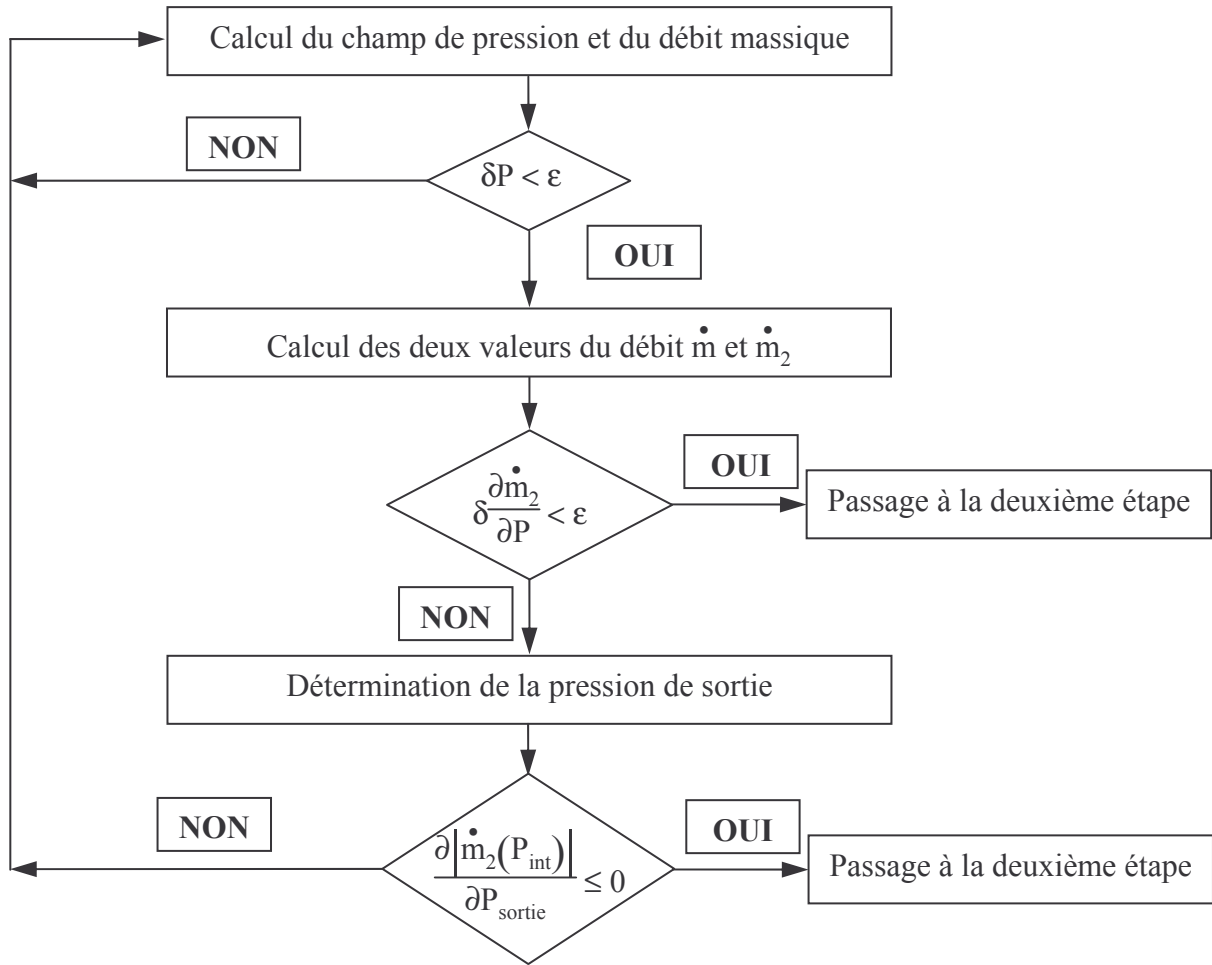 Calcul du champ de pression et du débit massique
NON
δP < ε
OUI
Calcul des deux valeurs du débit ṁ et ṁ₂
OUI
δ ∂ṁ₂/∂P < ε
Passage à la deuxième étape
NON
Détermination de la pression de sortie
NON
OUI
∂|ṁ₂(P_int)|/∂P_sortie ≤ 0
Passage à la deuxième étape